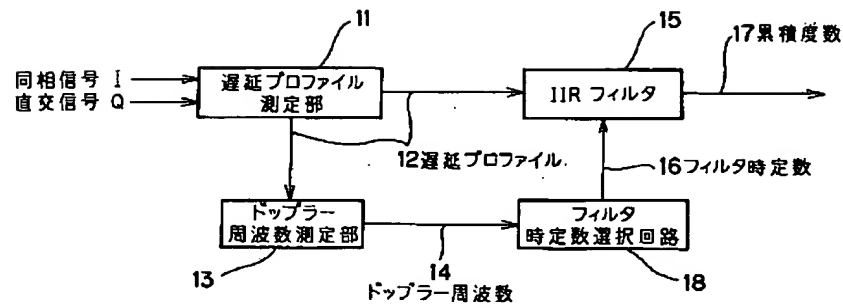 11
15
17累積度数
同相信号 I
直交信号 Q
遅延プロファイル
測定部
IIR フィルタ
12遅延プロファイル
16フィルタ時定数
ドップラー
周波数測定部
フィルタ
時定数選択回路
13
14
ドップラー周波数
18